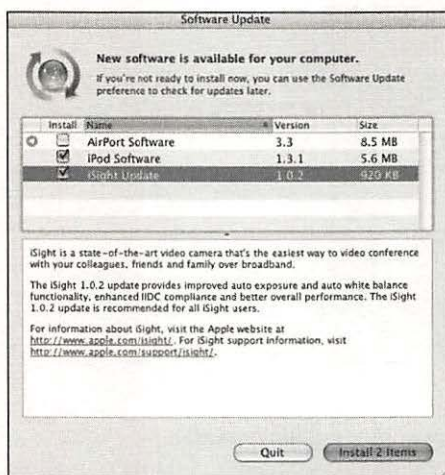 Software Update
New software is available for your computer.
If you're not ready to install now, you can use the Software Update
preference to check for updates later.
Install Name Version Size
AirPort Software 3.3 8.5 MB
iPod Software 1.3.1 5.6 MB
iSight Update 1.0.2 920 KB
iSight is a state-of-the-art video camera that's the easiest way to video conference
with your colleagues, friends and family over broadband.
The iSight 1.0.2 update provides improved auto exposure and auto white balance
functionality, enhanced IIDC compliance and better overall performance. The iSight
1.0.2 update is recommended for all iSight users.
For information about iSight, visit the Apple website at
http://www.apple.com/isight/. For iSight support information, visit
http://www.apple.com/support/isight/.
Quit Install 2 Items